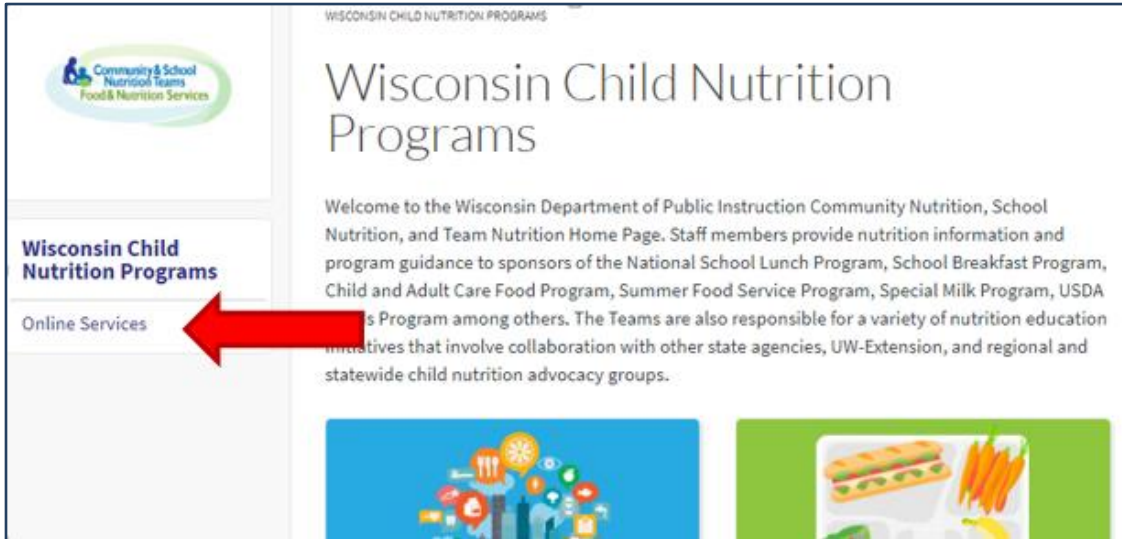 WISCONSIN CHILD NUTRITION PROGRAMS
Community & School
Nutrition Teams
Food & Nutrition Services
Wisconsin Child
Nutrition Programs
Online Services
Wisconsin Child Nutrition
Programs
Welcome to the Wisconsin Department of Public Instruction Community Nutrition, School
Nutrition, and Team Nutrition Home Page. Staff members provide nutrition information and
program guidance to sponsors of the National School Lunch Program, School Breakfast Program,
Child and Adult Care Food Program, Summer Food Service Program, Special Milk Program, USDA
s Program among others. The Teams are also responsible for a variety of nutrition education
initiatives that involve collaboration with other state agencies, UW-Extension, and regional and
statewide child nutrition advocacy groups.